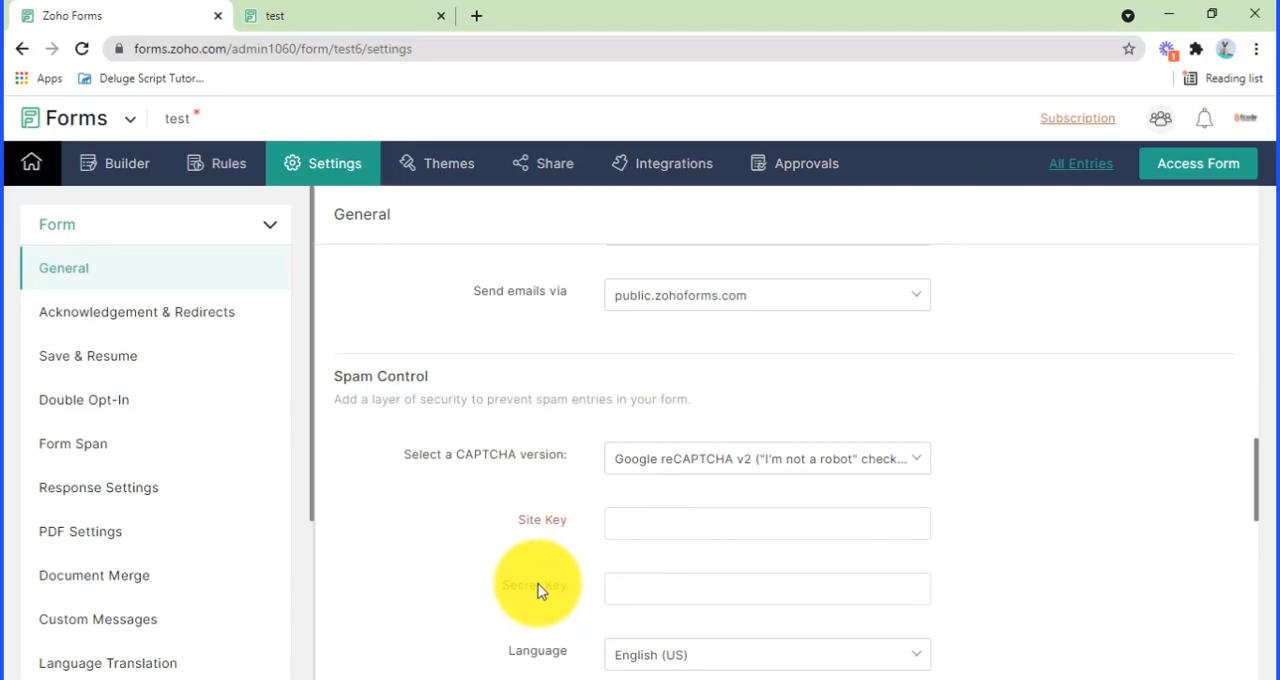 Zoho Forms
test
forms.zoho.com/admin1060/form/test6/settings
1
Apps
Deluge Script Tutor...
Reading list
Forms
test *
Subscription
Builder
Rules
Settings
Themes
Share
Integrations
Approvals
All Entries
Access Form
Form
General
Acknowledgement & Redirects
Save & Resume
Double Opt-In
Form Span
Response Settings
PDF Settings
Document Merge
Custom Messages
Language Translation
General
Send emails via
public.zohoforms.com
Spam Control
Add a layer of security to prevent spam entries in your form.
Select a CAPTCHA version:
Google reCAPTCHA v2 ("I'm not a robot" check...
Site Key
Secret Key
Language
English (US)